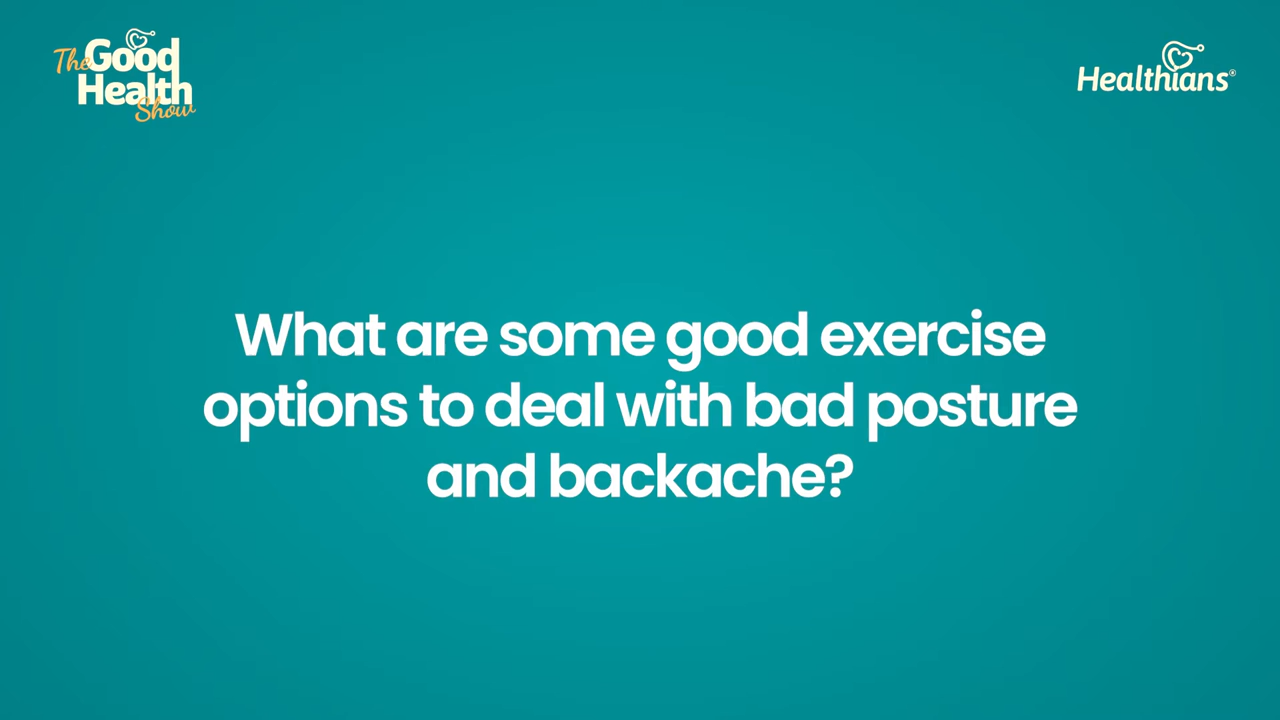 The Good
Health
Show
Healthians®
What are some good exercise
options to deal with bad posture
and backache?